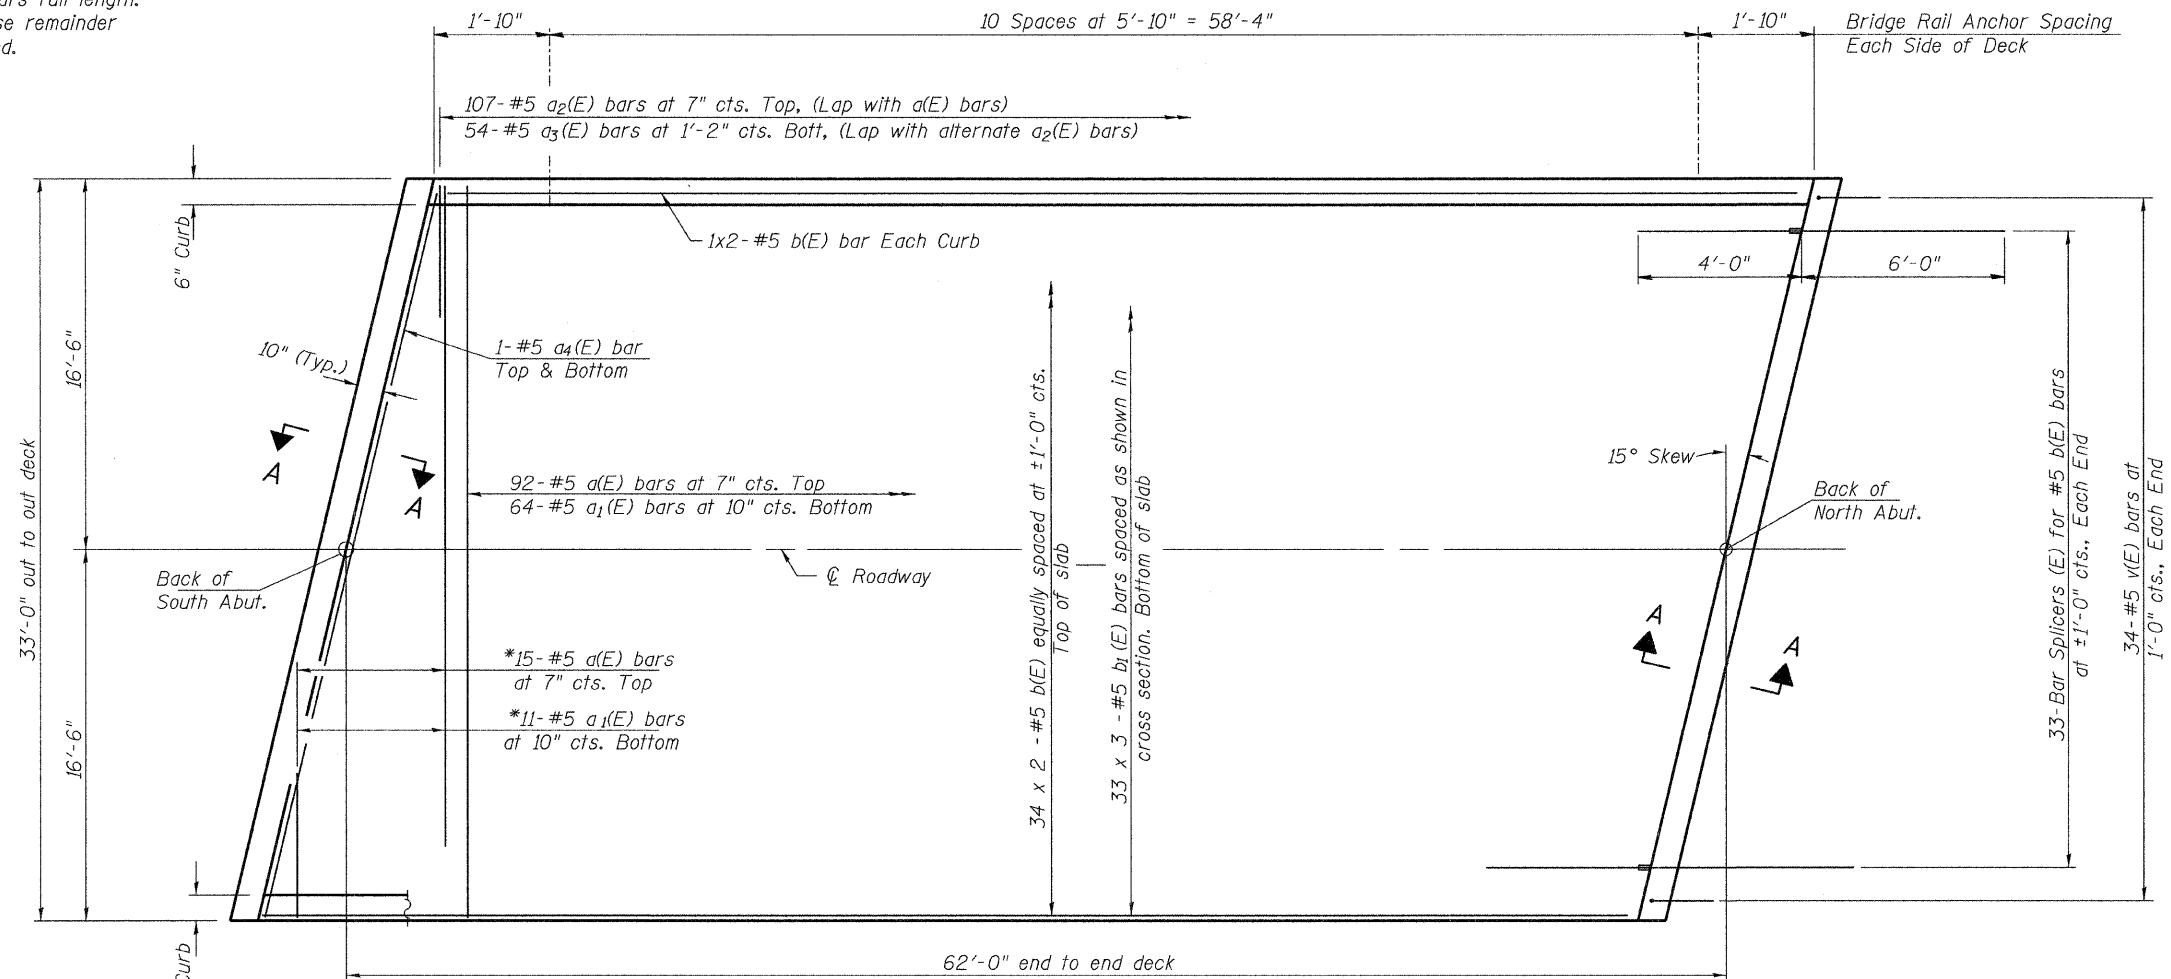 bars full length.
se remainder
d.
1'-10"
10 Spaces at 5'-10" = 58'-4"
1'-10"
Bridge Rail Anchor Spacing
Each Side of Deck
107-#5 a2(E) bars at 7" cts. Top, (Lap with a(E) bars)
54-#5 a3(E) bars at 1'-2" cts. Bott, (Lap with alternate a2(E) bars)
6" Curb
1x2-#5 b(E) bar Each Curb
4'-0"
6'-0"
33'-0" out to out deck
16'-6"
10" (Typ.)
1-#5 a4(E) bar
Top & Bottom
A
A
92-#5 a(E) bars at 7" cts. Top
64-#5 a1(E) bars at 10" cts. Bottom
34 x 2 -#5 b(E) equally spaced at ±1'-0" cts.
Top of slab
33 x 3 -#5 b1(E) bars spaced as shown in
cross section. Bottom of slab
15° Skew
Back of
North Abut.
33-Bar Splicers (E) for #5 b(E) bars
at ±1'-0" cts., Each End
34-#5 v(E) bars at
1'-0" cts., Each End
Back of
South Abut.
℄ Roadway
A
A
16'-6"
*15-#5 a(E) bars
at 7" cts. Top
*11-#5 a1(E) bars
at 10" cts. Bottom
Curb
62'-0" end to end deck